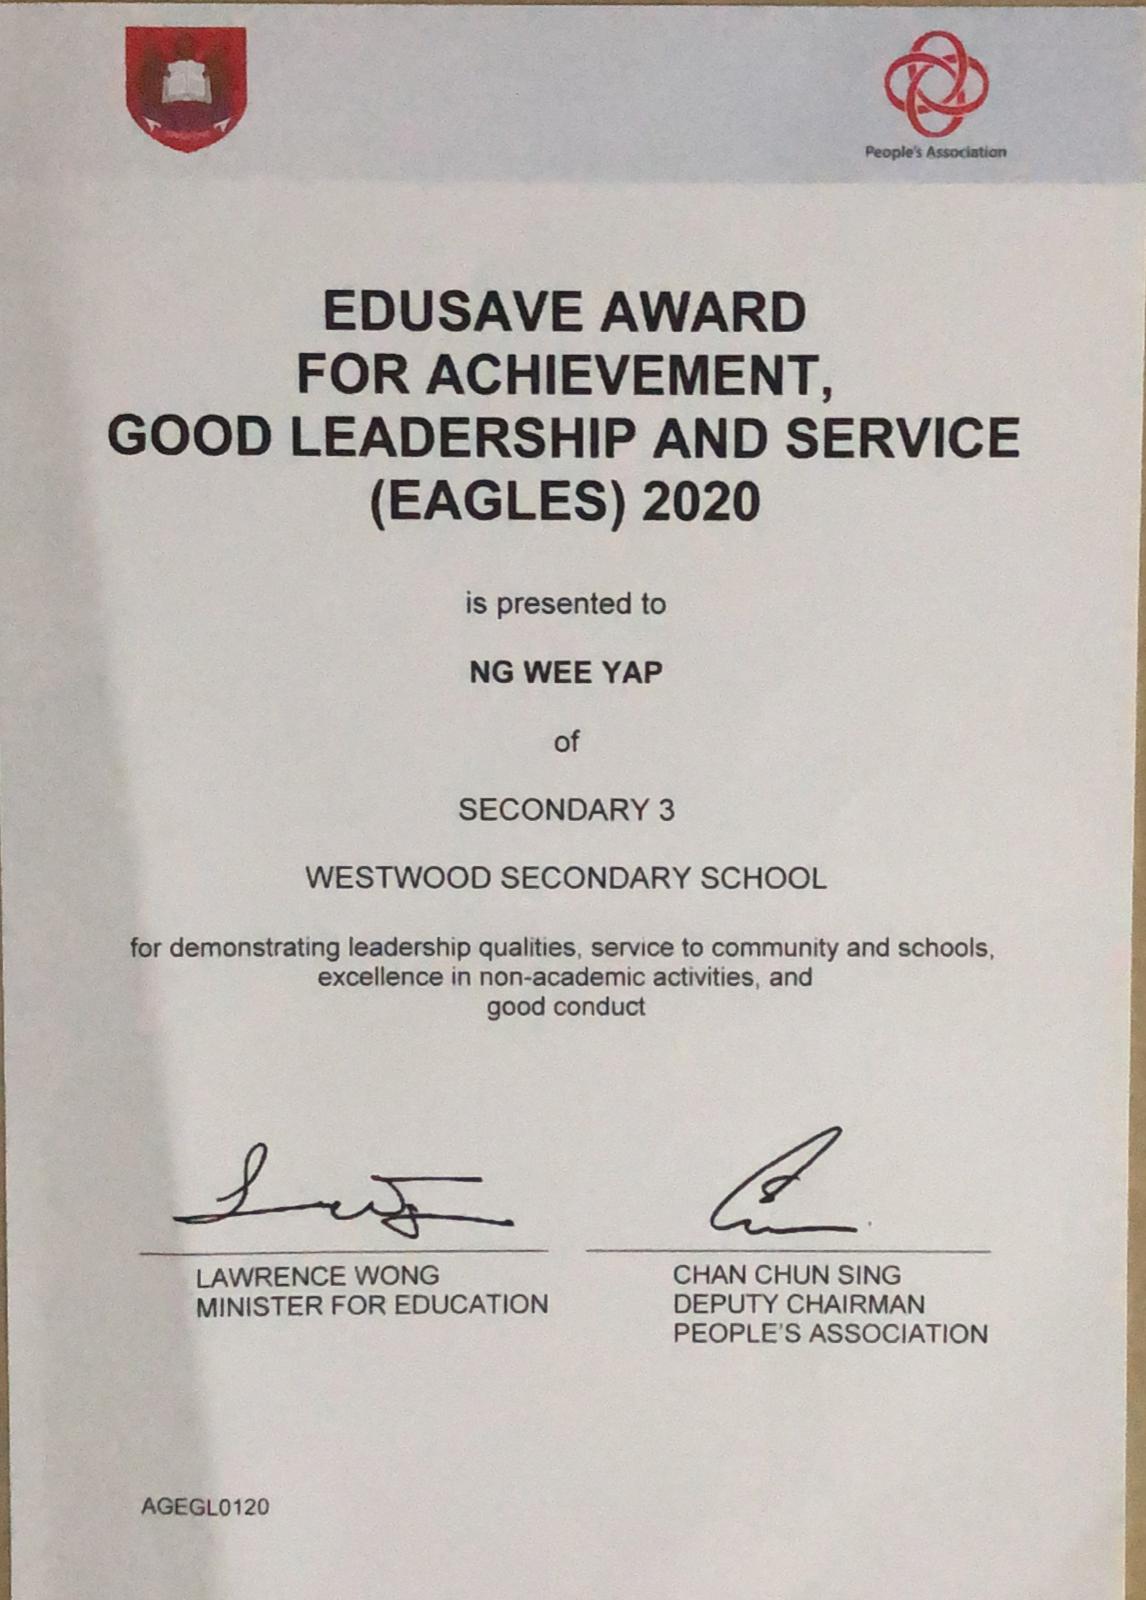 People's Association
EDUSAVE AWARD
FOR ACHIEVEMENT,
GOOD LEADERSHIP AND SERVICE
(EAGLES) 2020
is presented to
NG WEE YAP
of
SECONDARY 3
WESTWOOD SECONDARY SCHOOL
for demonstrating leadership qualities, service to community and schools,
excellence in non-academic activities, and
good conduct
LAWRENCE WONG
MINISTER FOR EDUCATION
CHAN CHUN SING
DEPUTY CHAIRMAN
PEOPLE'S ASSOCIATION
AGEGL0120